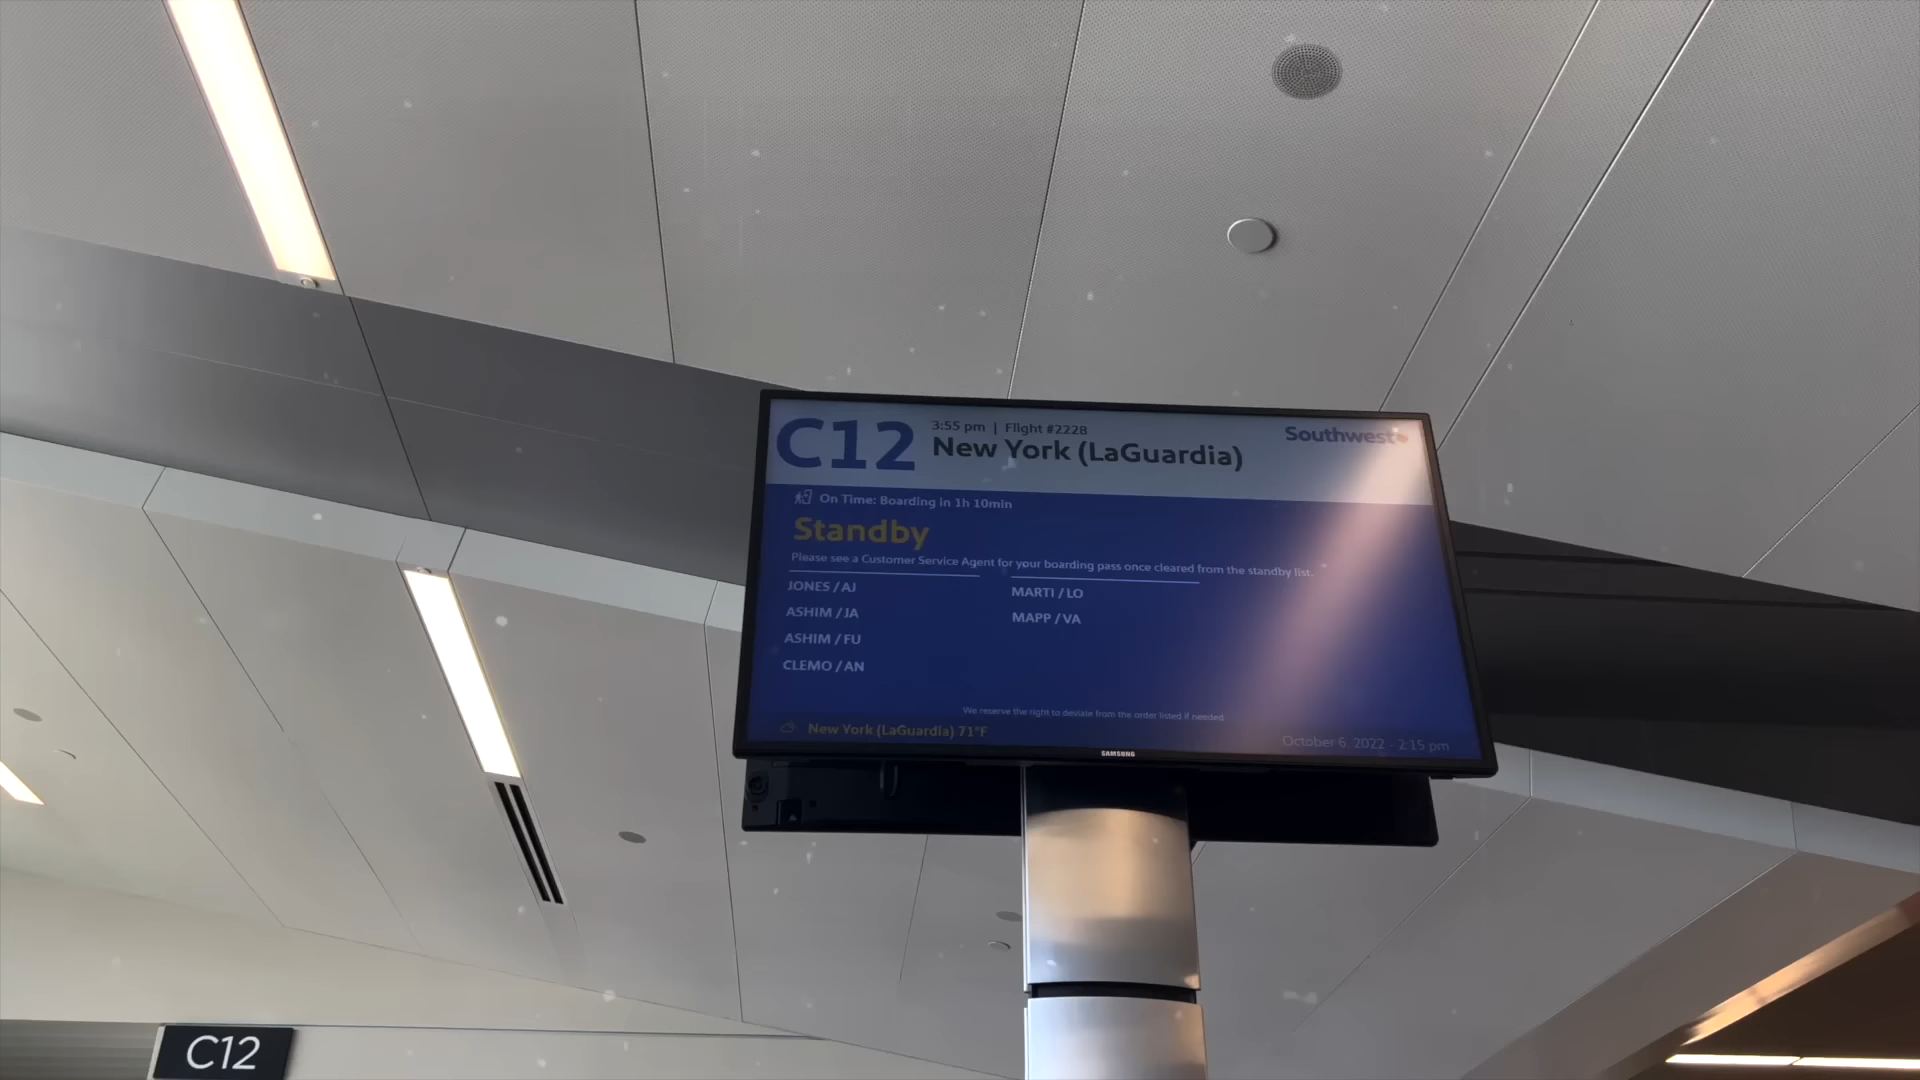 C12
3:55 pm | Flight #2228
New York (LaGuardia)
Southwest
On Time: Boarding in 1h 10min
Standby
Please see a Customer Service Agent for your boarding pass once cleared from the standby list.
JONES / AJ
ASHIM / JA
ASHIM / FU
CLEMO / AN
MARTI / LO
MAPP / VA
We reserve the right to deviate from the order listed if needed.
New York (LaGuardia) 71°F
October 6, 2022 - 2:15 pm
SAMSUNG
C12